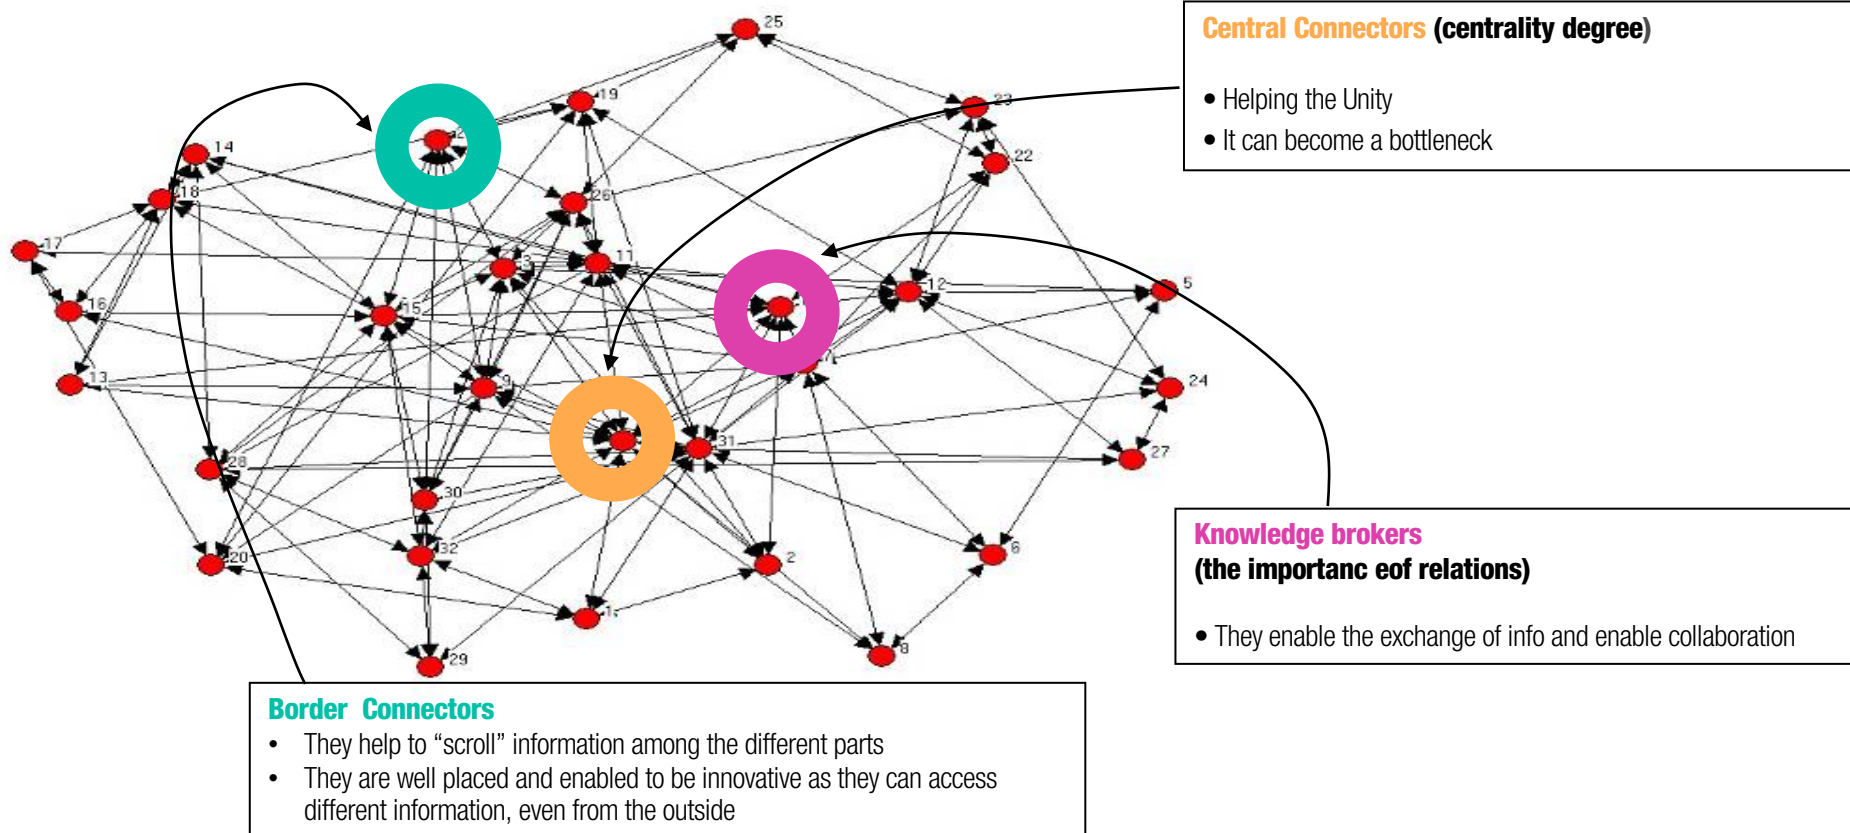 25
19
23
14
22
18
26
17
11
3
12
5
16
15
13
9
24
31
27
28
30
20
32
2
6
1
29
8
Central Connectors (centrality degree)
• Helping the Unity
• It can become a bottleneck
Knowledge brokers
(the importanc eof relations)
• They enable the exchange of info and enable collaboration
Border Connectors
• They help to “scroll” information among the different parts
• They are well placed and enabled to be innovative as they can access
different information, even from the outside